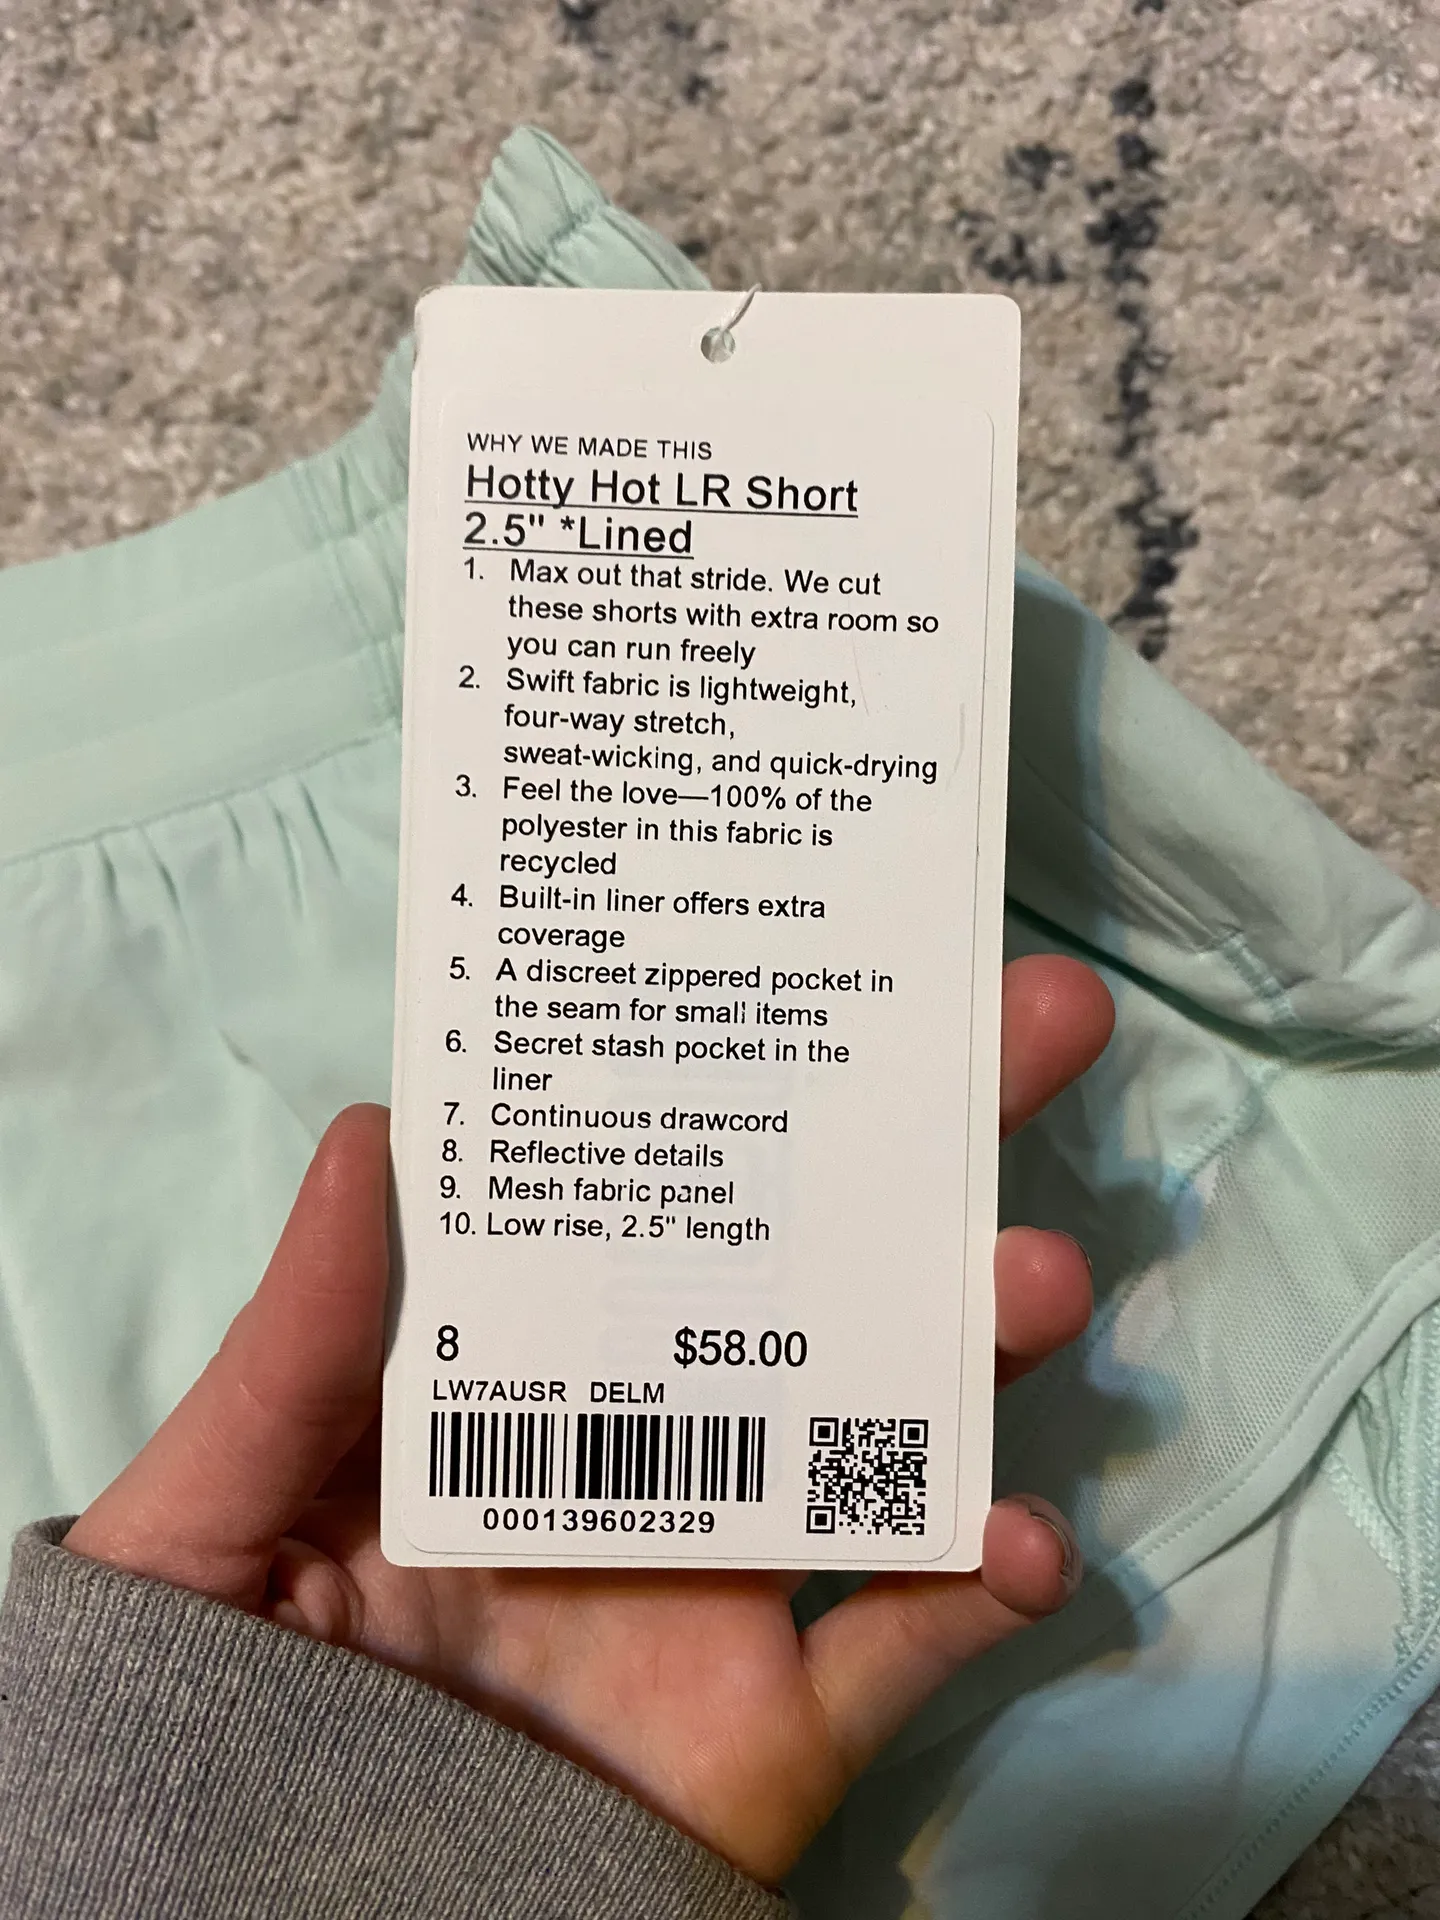 WHY WE MADE THIS
Hotty Hot LR Short
2.5" *Lined
1. Max out that stride. We cut
these shorts with extra room so
you can run freely
2. Swift fabric is lightweight,
four-way stretch,
sweat-wicking, and quick-drying
3. Feel the love—100% of the
polyester in this fabric is
recycled
4. Built-in liner offers extra
coverage
5. A discreet zippered pocket in
the seam for small items
6. Secret stash pocket in the
liner
7. Continuous drawcord
8. Reflective details
9. Mesh fabric panel
10. Low rise, 2.5" length
8 $58.00
LW7AUSR DELM
000139602329